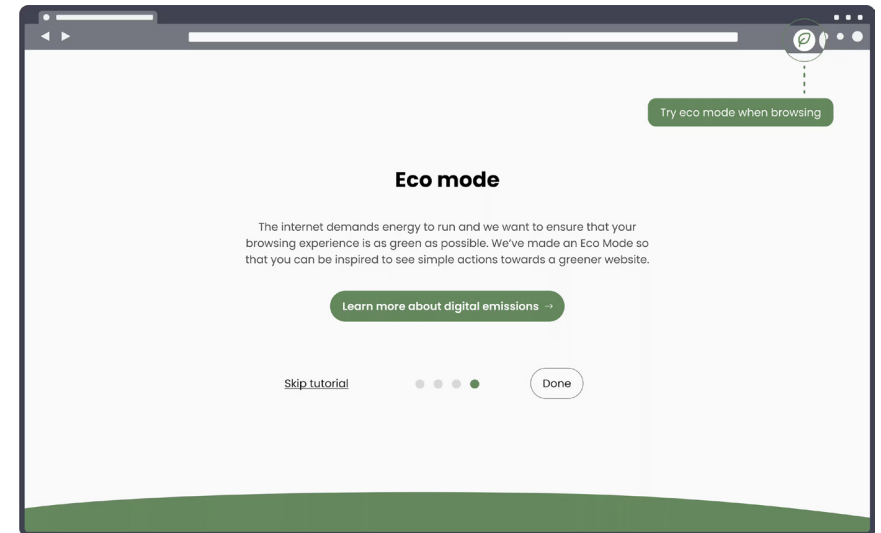 Try eco mode when browsing
Eco mode
The internet demands energy to run and we want to ensure that your
browsing experience is as green as possible. We’ve made an Eco Mode so
that you can be inspired to see simple actions towards a greener website.
Learn more about digital emissions →
Skip tutorial
Done